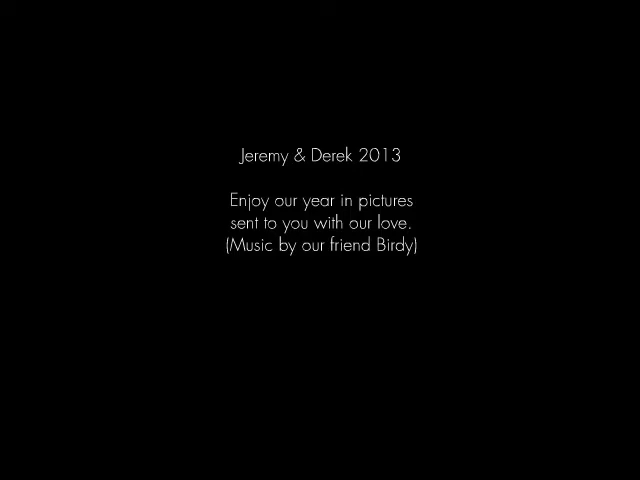 Jeremy & Derek 2013
Enjoy our year in pictures
sent to you with our love.
(Music by our friend Birdy)